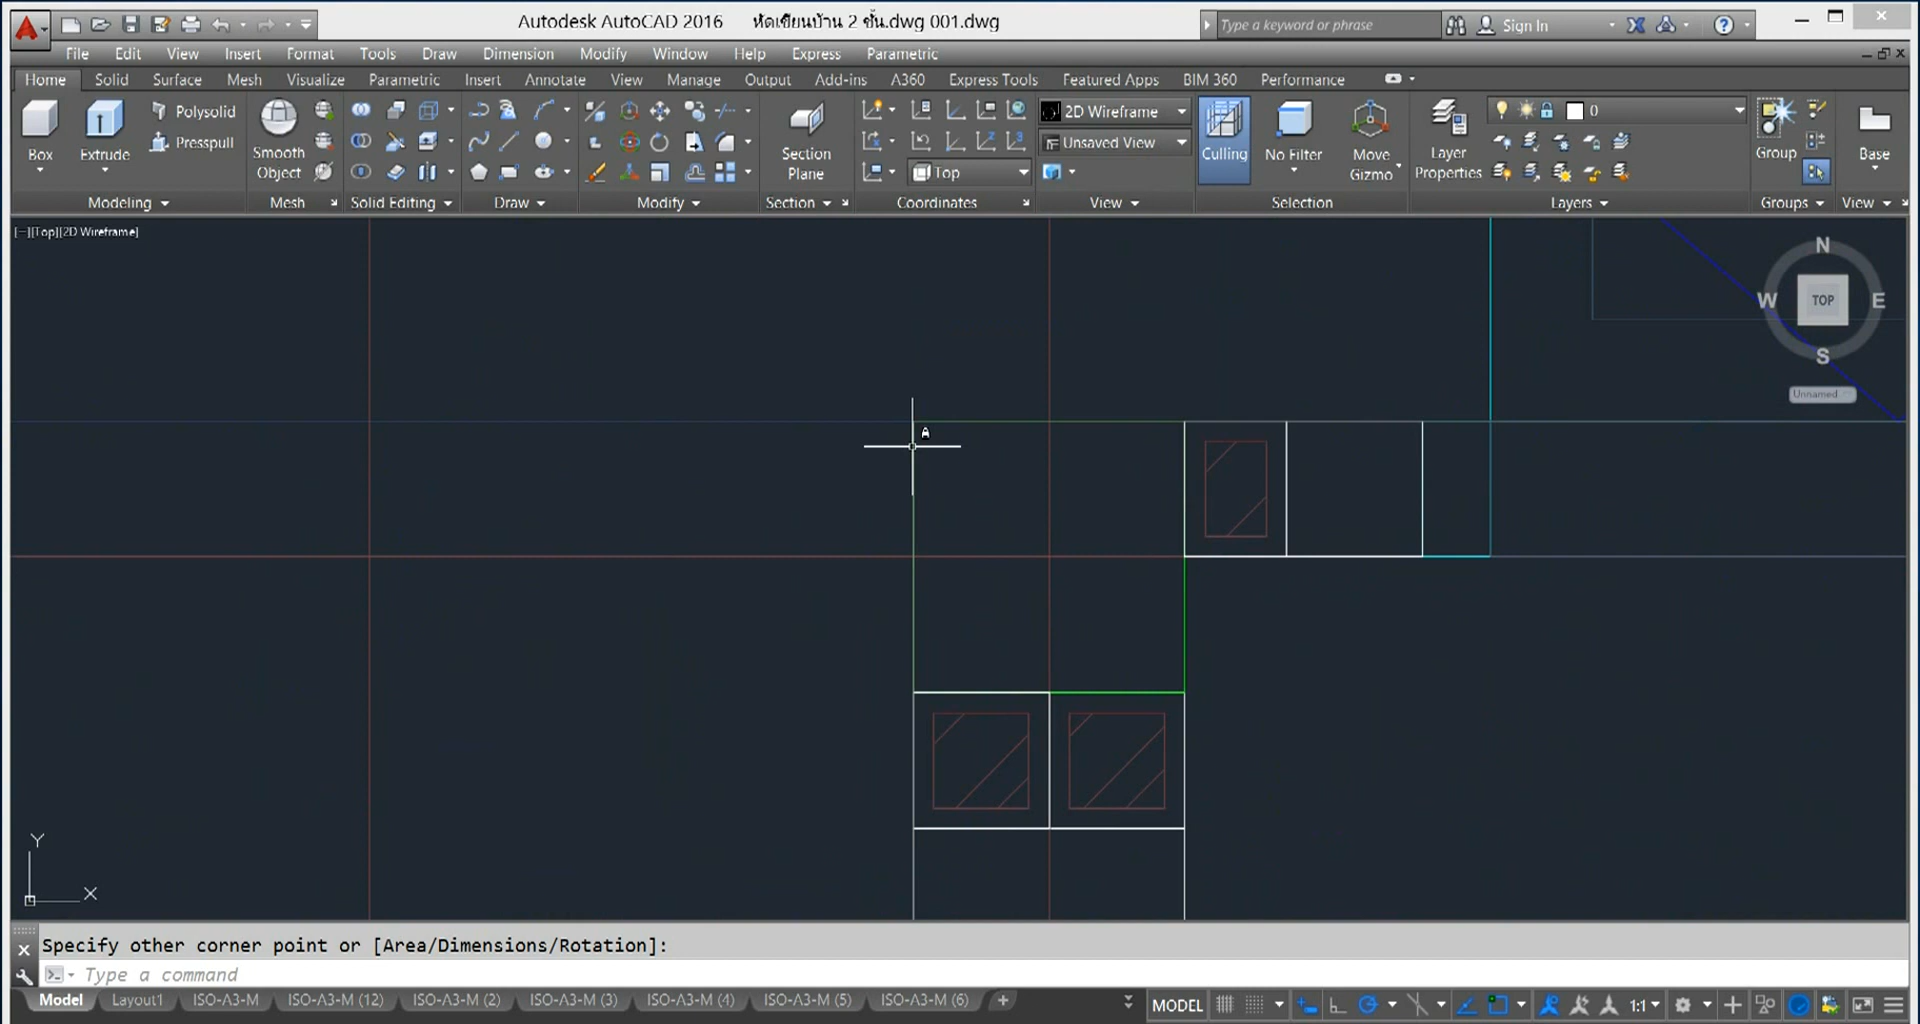 Autodesk AutoCAD 2016 หัดเขียนบ้าน 2 ชั้น.dwg 001.dwg
Type a keyword or phrase
Sign In
File Edit View Insert Format Tools Draw Dimension Modify Window Help Express Parametric
Home Solid Surface Mesh Visualize Parametric Insert Annotate View Manage Output Add-ins A360 Express Tools Featured Apps BIM 360 Performance
Box
Extrude
Polysolid
Presspull
Smooth
Object
Section
Plane
Top
2D Wireframe
Unsaved View
Culling
No Filter
Move
Gizmo
Layer
Properties
0
Group
Base
Modeling
Mesh
Solid Editing
Draw
Modify
Section
Coordinates
View
Selection
Layers
Groups
View
[−][Top][2D Wireframe]
N
W
TOP
E
S
Unnamed
Y
X
Specify other corner point or [Area/Dimensions/Rotation]:
Type a command
Model Layout1 ISO-A3-M ISO-A3-M (12) ISO-A3-M (2) ISO-A3-M (3) ISO-A3-M (4) ISO-A3-M (5) ISO-A3-M (6) +
MODEL
1:1